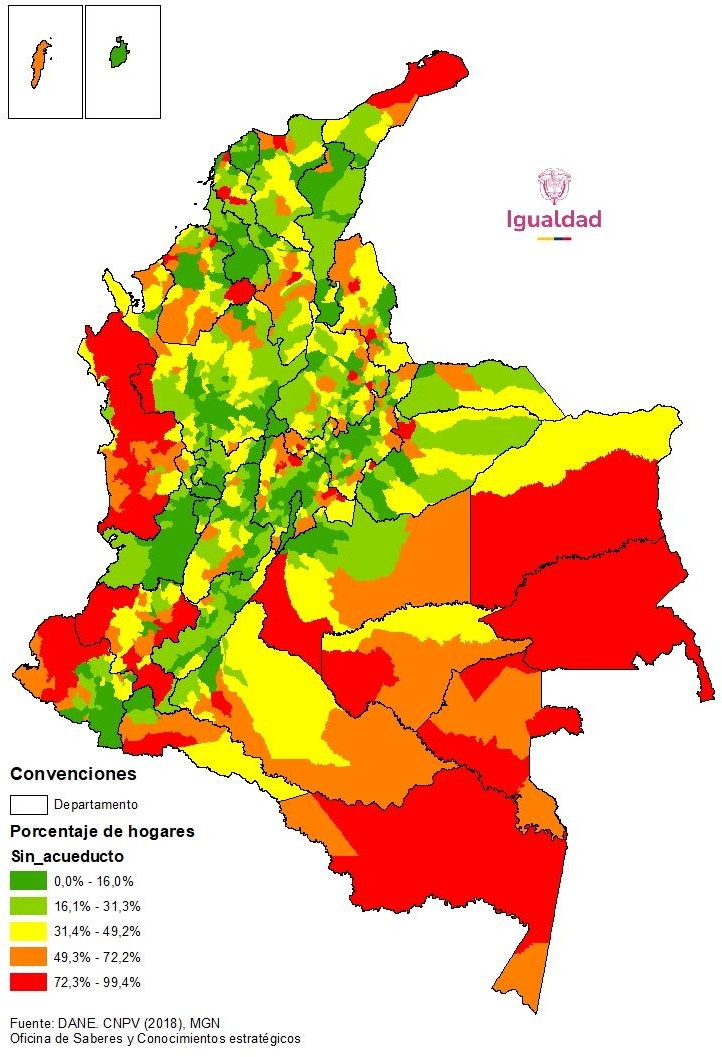 Igualdad
Convenciones
Departamento
Porcentaje de hogares
Sin_acueducto
0,0% - 16,0%
16,1% - 31,3%
31,4% - 49,2%
49,3% - 72,2%
72,3% - 99,4%
Fuente: DANE. CNPV (2018), MGN
Oficina de Saberes y Conocimientos estratégicos